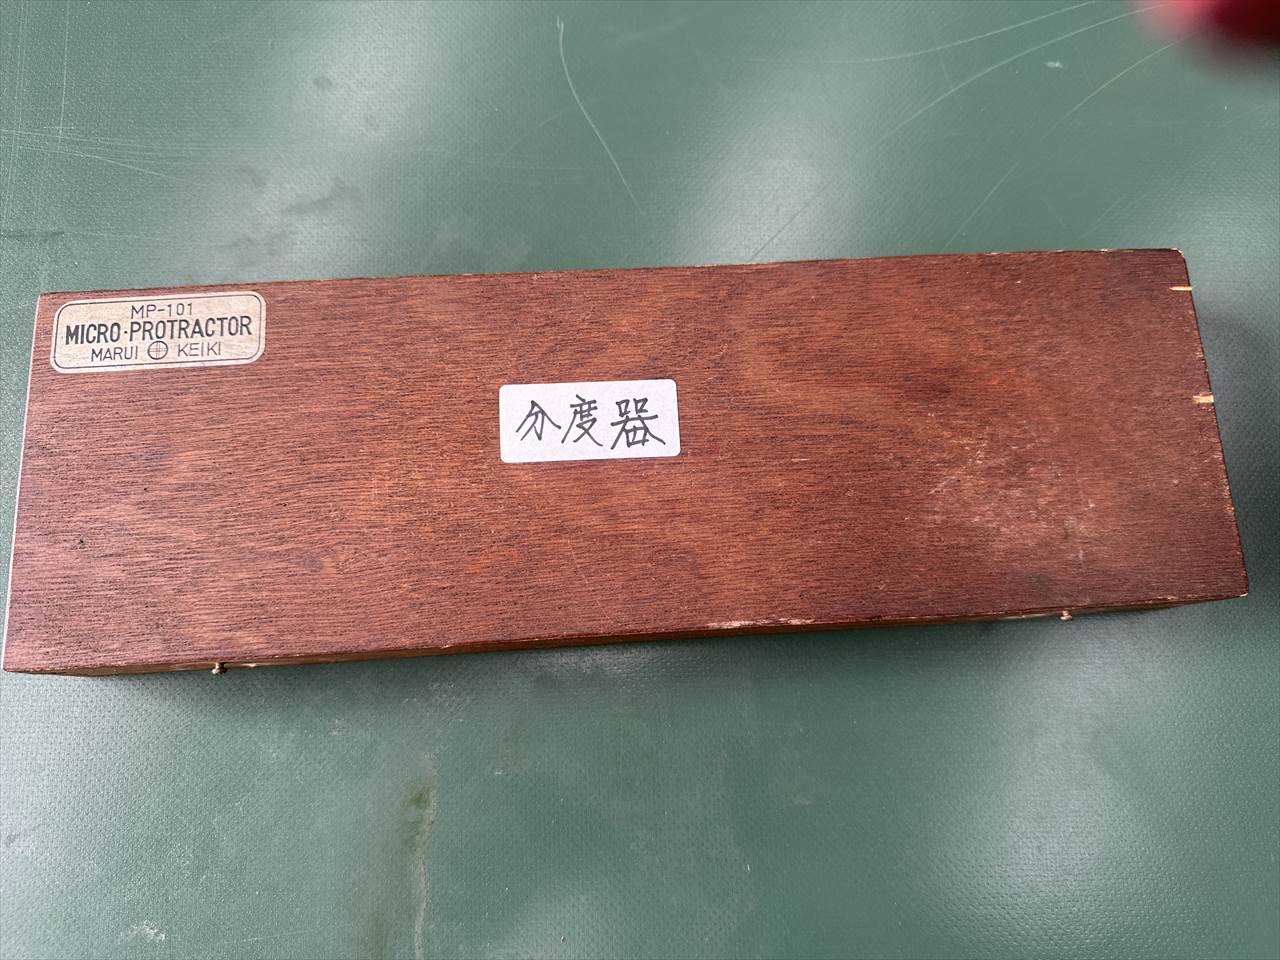 MP-101
MICRO·PROTRACTOR
MARUI KEIKI
分度器